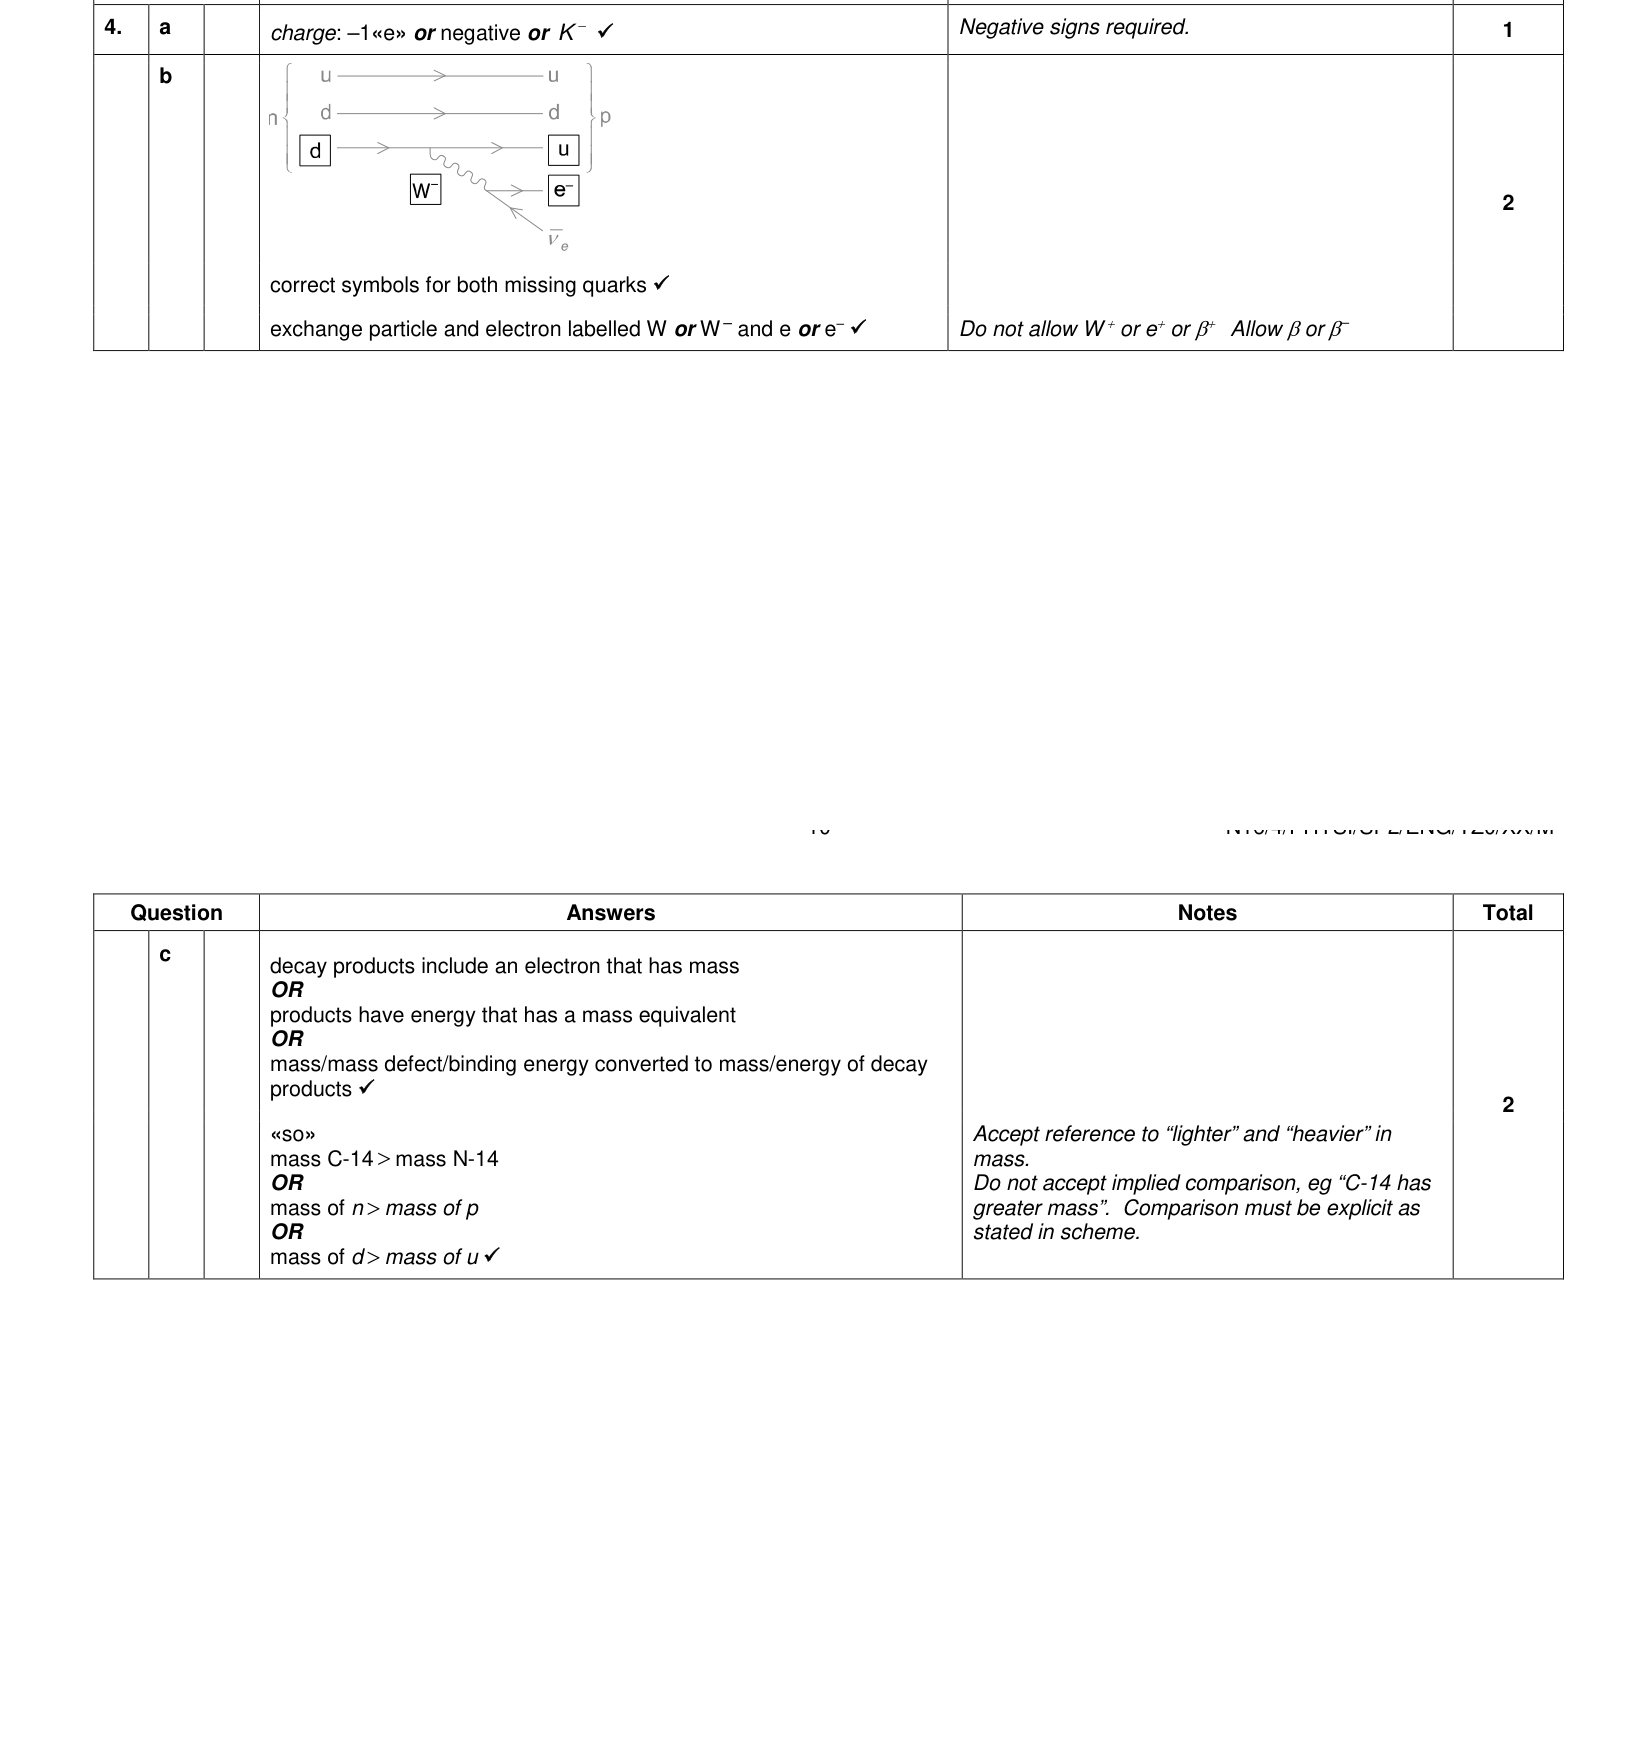 4. a charge: –1«e» or negative or K⁻ ✓ Negative signs required. 1
b
u u
d d
n p
d u
W⁻ e⁻
ν̅e
2
correct symbols for both missing quarks ✓
exchange particle and electron labelled W or W⁻ and e or e⁻ ✓ Do not allow W⁺ or e⁺ or β⁺ Allow β or β⁻
Question Answers Notes Total
c
decay products include an electron that has mass
OR
products have energy that has a mass equivalent
OR
mass/mass defect/binding energy converted to mass/energy of decay
products ✓
2
«so»
mass C-14 > mass N-14
OR
mass of n > mass of p
OR
mass of d > mass of u ✓
Accept reference to “lighter” and “heavier” in
mass.
Do not accept implied comparison, eg “C-14 has
greater mass”. Comparison must be explicit as
stated in scheme.